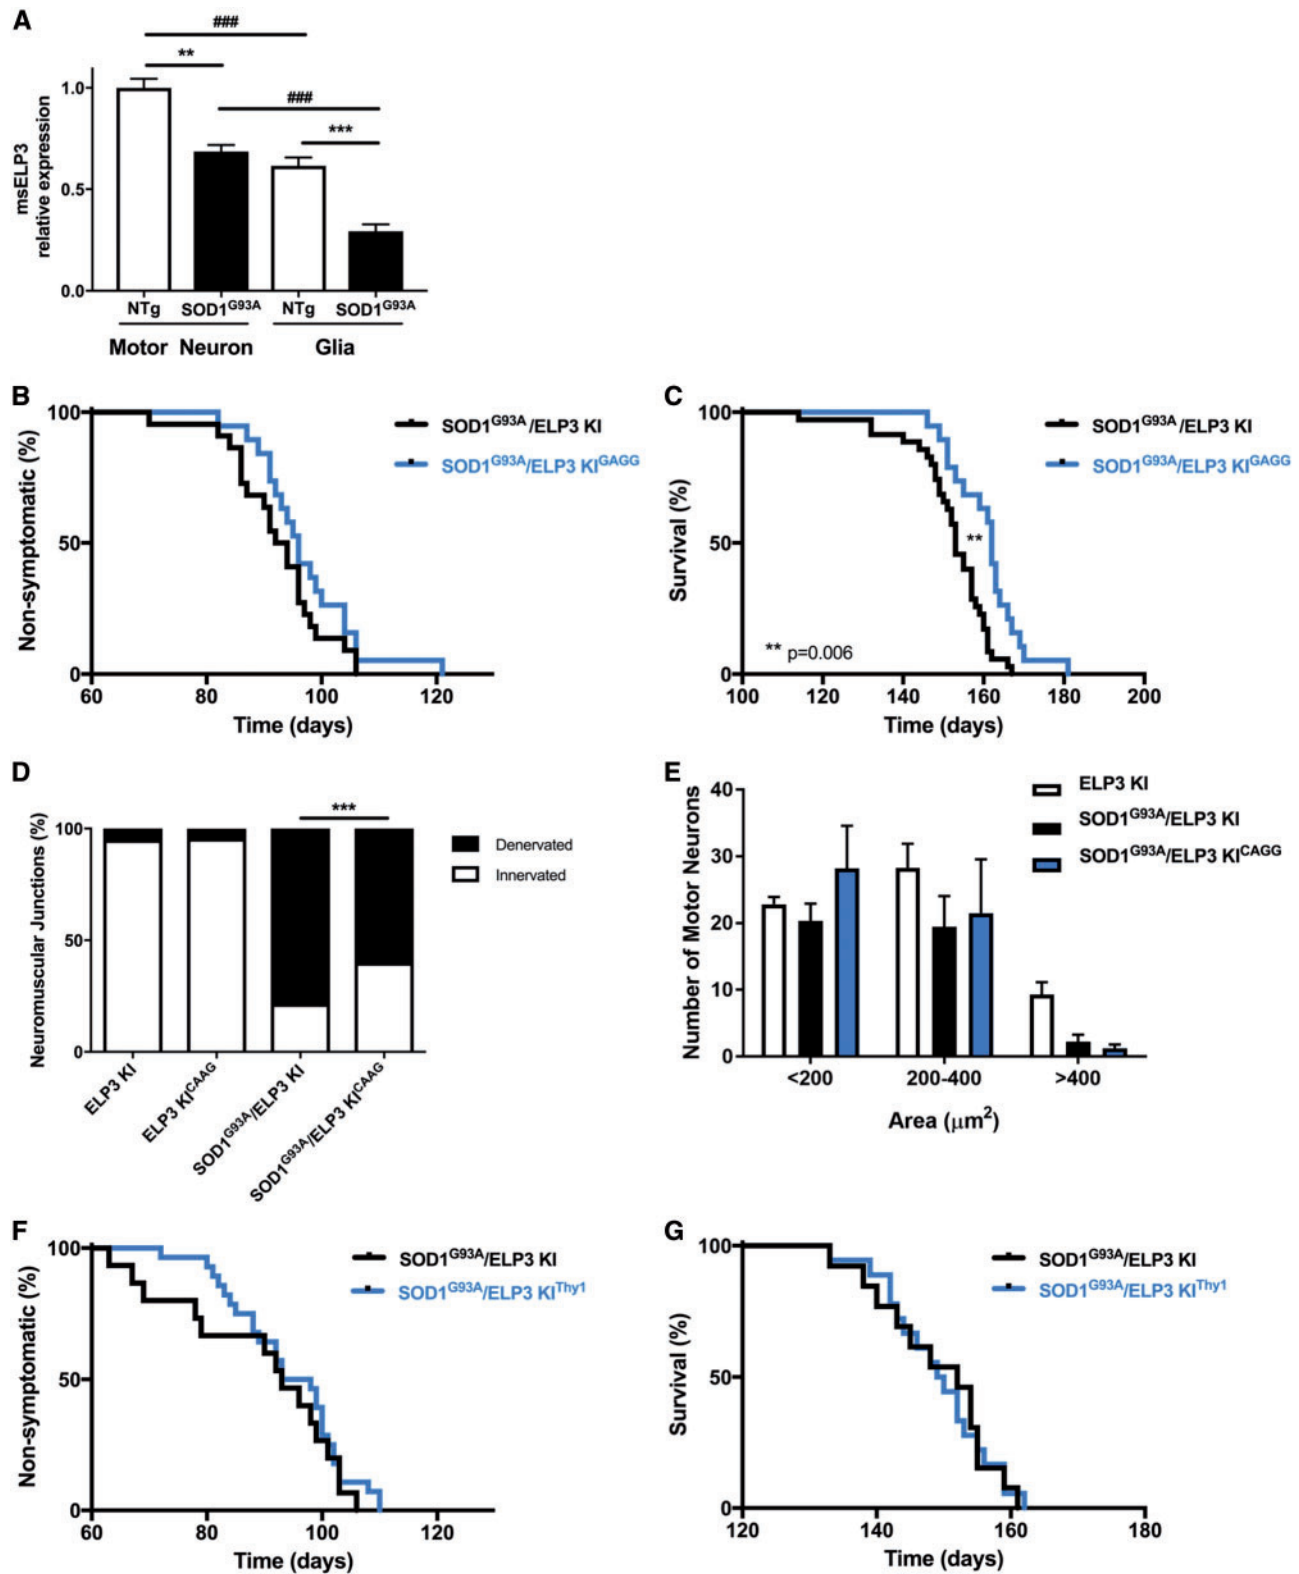 A
###
**
###
***
msELP3
relative expression
1.0
0.5
0.0
NTg
SOD1G93A
NTg
SOD1G93A
Motor Neuron
Glia
B
Non-symptomatic (%)
100
50
0
60
80
100
120
Time (days)
SOD1G93A/ELP3 KI
SOD1G93A/ELP3 KIGAGG
C
Survival (%)
100
50
0
100
120
140
160
180
200
Time (days)
SOD1G93A/ELP3 KI
SOD1G93A/ELP3 KIGAGG
**
** p=0.006
D
Neuromuscular Junctions (%)
100
50
0
***
Denervated
Innervated
ELP3 KI
ELP3 KICAAG
SOD1G93A/ELP3 KI
SOD1G93A/ELP3 KICAAG
E
Number of Motor Neurons
40
30
20
10
0
ELP3 KI
SOD1G93A/ELP3 KI
SOD1G93A/ELP3 KICAGG
<200
200-400
>400
Area (μm2)
F
Non-symptomatic (%)
100
50
0
60
80
100
120
Time (days)
SOD1G93A/ELP3 KI
SOD1G93A/ELP3 KIThy1
G
Survival (%)
100
50
0
120
140
160
180
Time (days)
SOD1G93A/ELP3 KI
SOD1G93A/ELP3 KIThy1